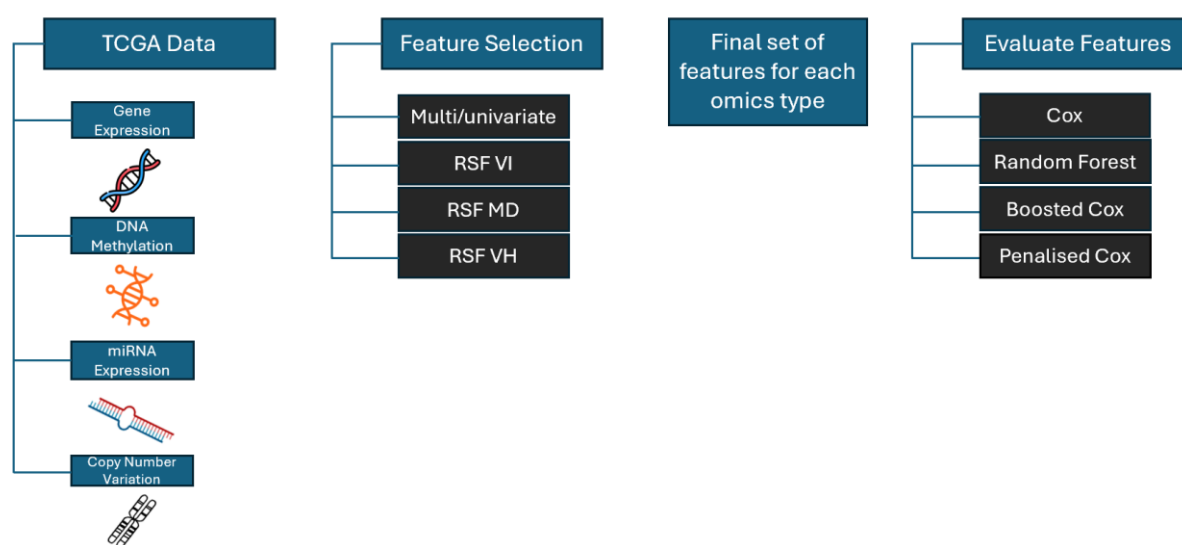 TCGA Data
Gene
Expression
DNA
Methylation
miRNA
Expression
Copy Number
Variation
Feature Selection
Multi/univariate
RSF VI
RSF MD
RSF VH
Final set of
features for each
omics type
Evaluate Features
Cox
Random Forest
Boosted Cox
Penalised Cox